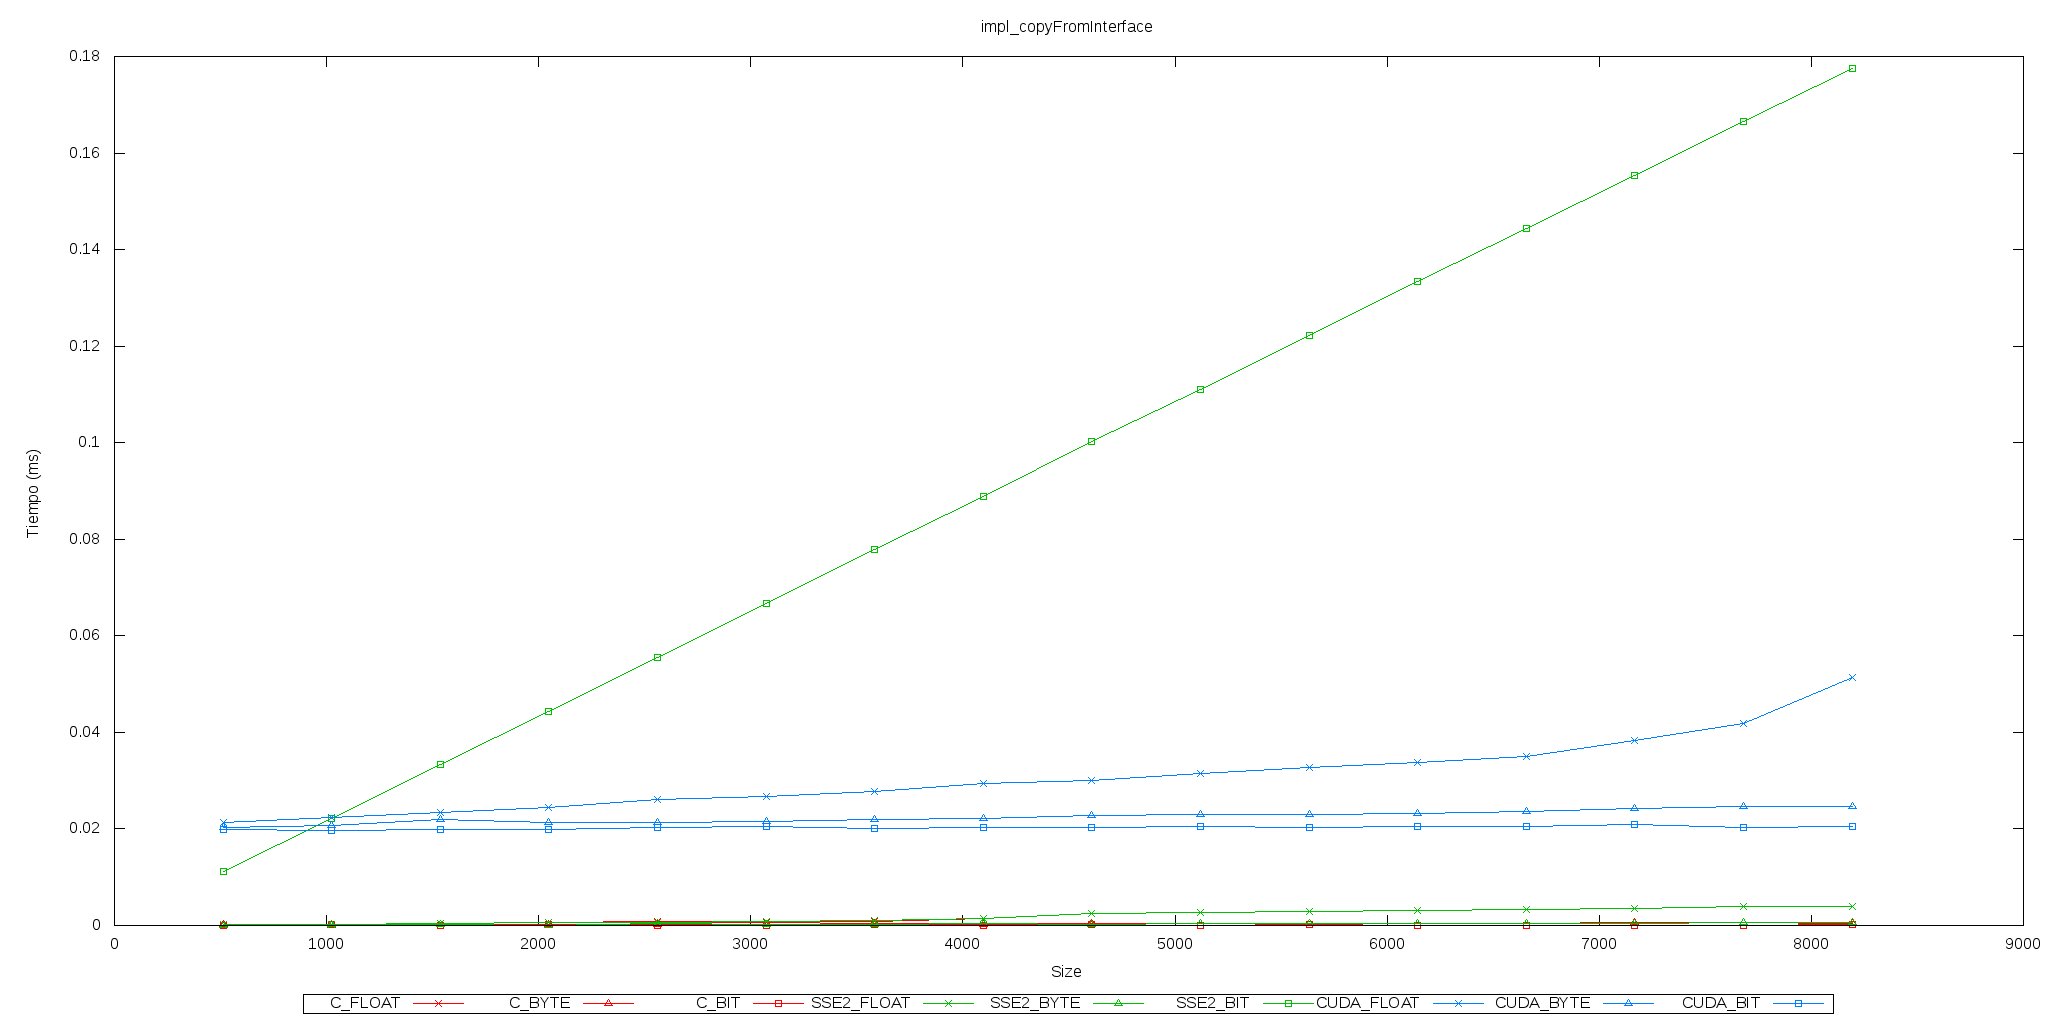 impl_copyFromInterface
0.18
0.16
0.14
0.12
0.1
0.08
0.06
0.04
0.02
0
Tiempo (ms)
0 1000 2000 3000 4000 5000 6000 7000 8000 9000
Size
C_FLOAT C_BYTE C_BIT SSE2_FLOAT SSE2_BYTE SSE2_BIT CUDA_FLOAT CUDA_BYTE CUDA_BIT